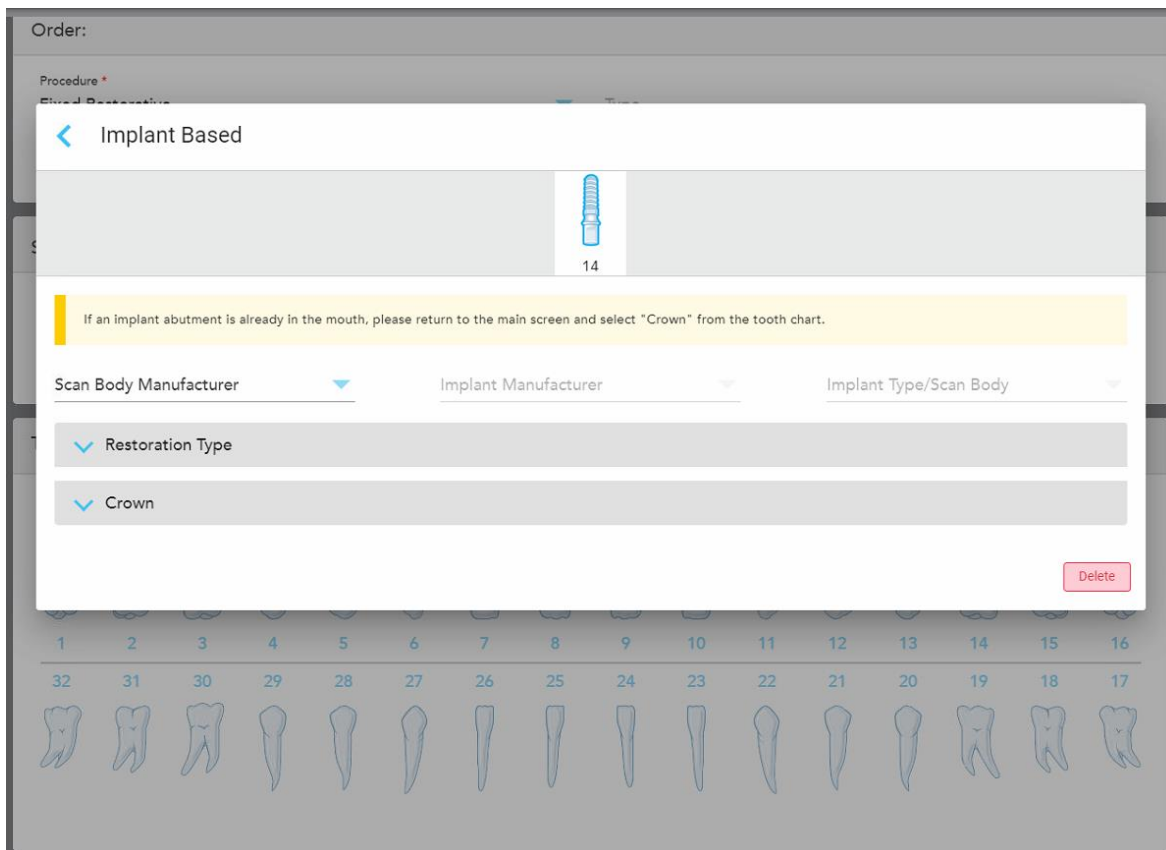 Order:
Procedure *
Fixed Restorative Type
Implant Based
14
If an implant abutment is already in the mouth, please return to the main screen and select "Crown" from the tooth chart.
Scan Body Manufacturer Implant Manufacturer Implant Type/Scan Body
Restoration Type
Crown
Delete
1 2 3 4 5 6 7 8 9 10 11 12 13 14 15 16
32 31 30 29 28 27 26 25 24 23 22 21 20 19 18 17